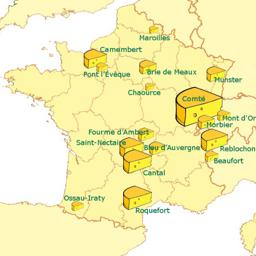 Maroilles
Camembert
Pont l'Évêque
Brie de Meaux
Munster
Chaource
Comté
Mont d'Or
Morbier
Fourme d'Ambert
Saint-Nectaire
Bleu d'Auvergne
Reblochon
Beaufort
Cantal
Ossau-Iraty
Roquefort